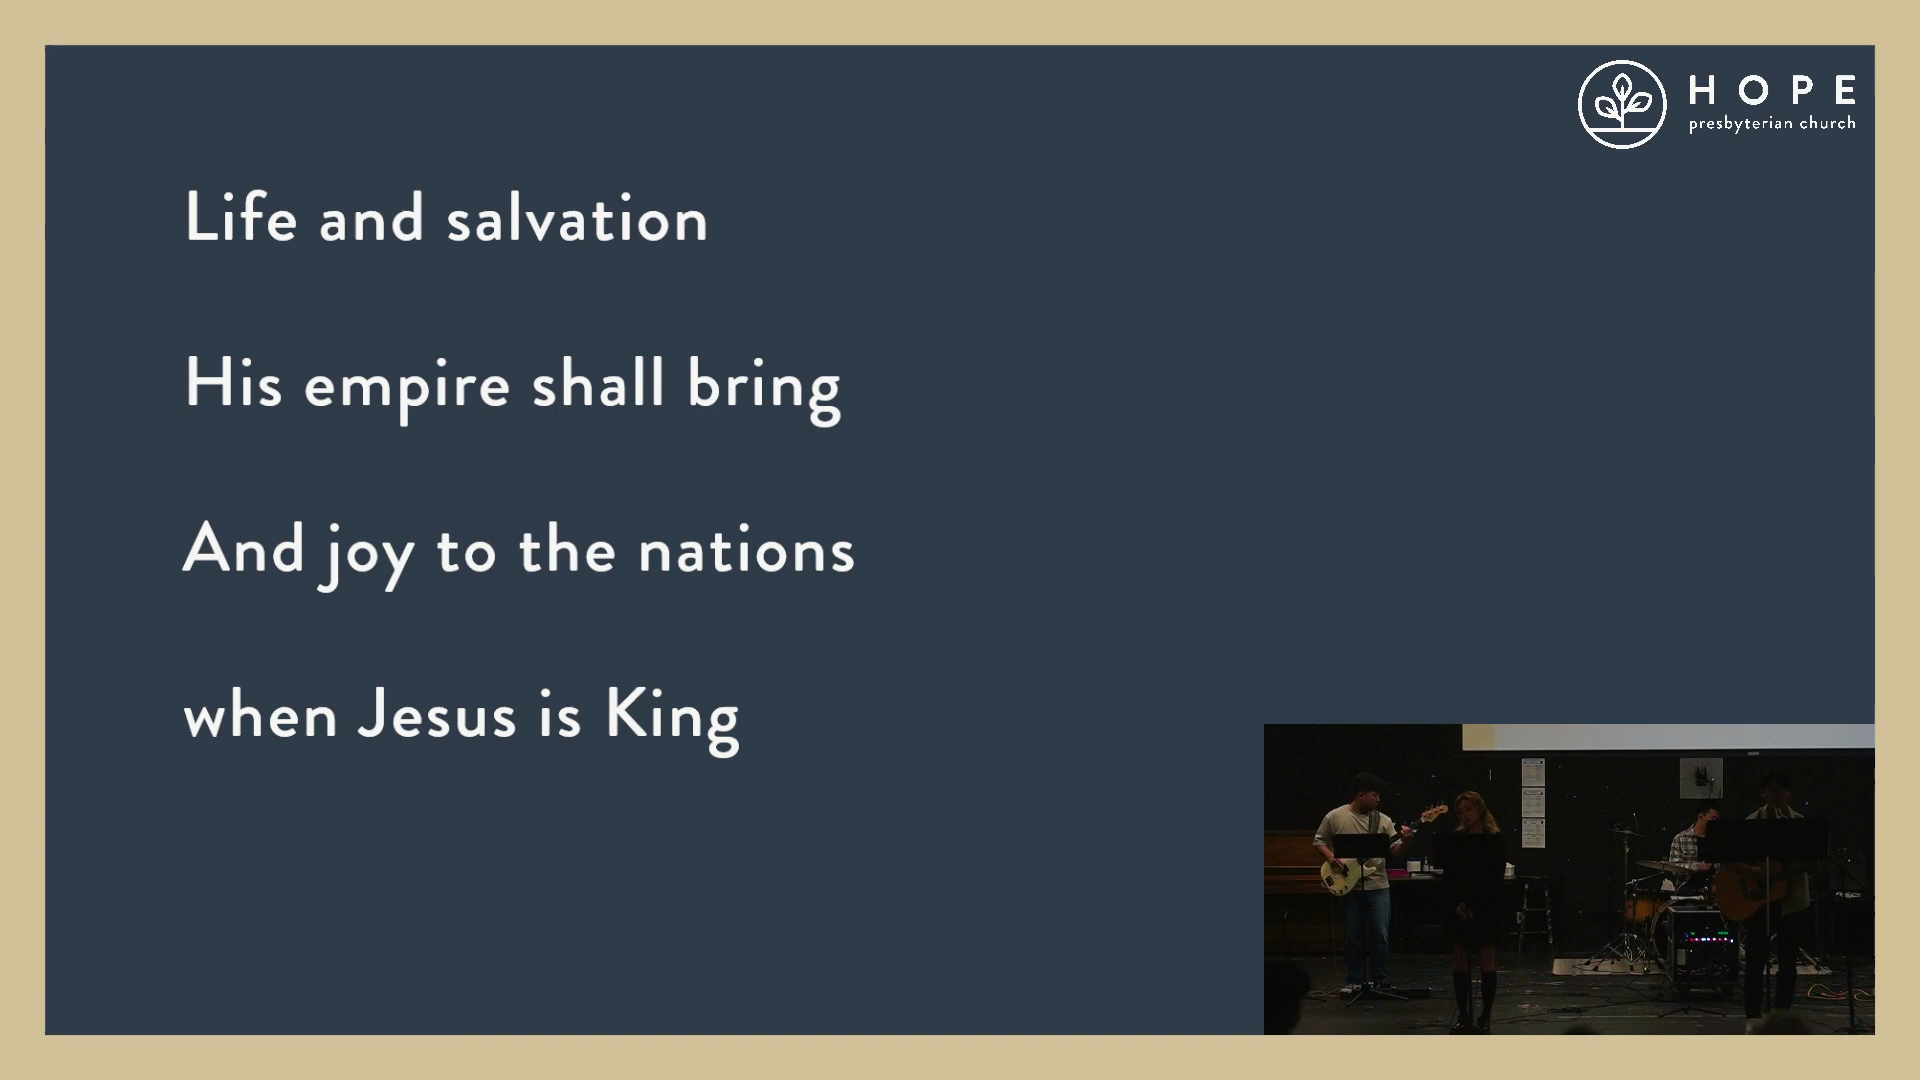 HOPE
presbyterian church
Life and salvation
His empire shall bring
And joy to the nations
when Jesus is King